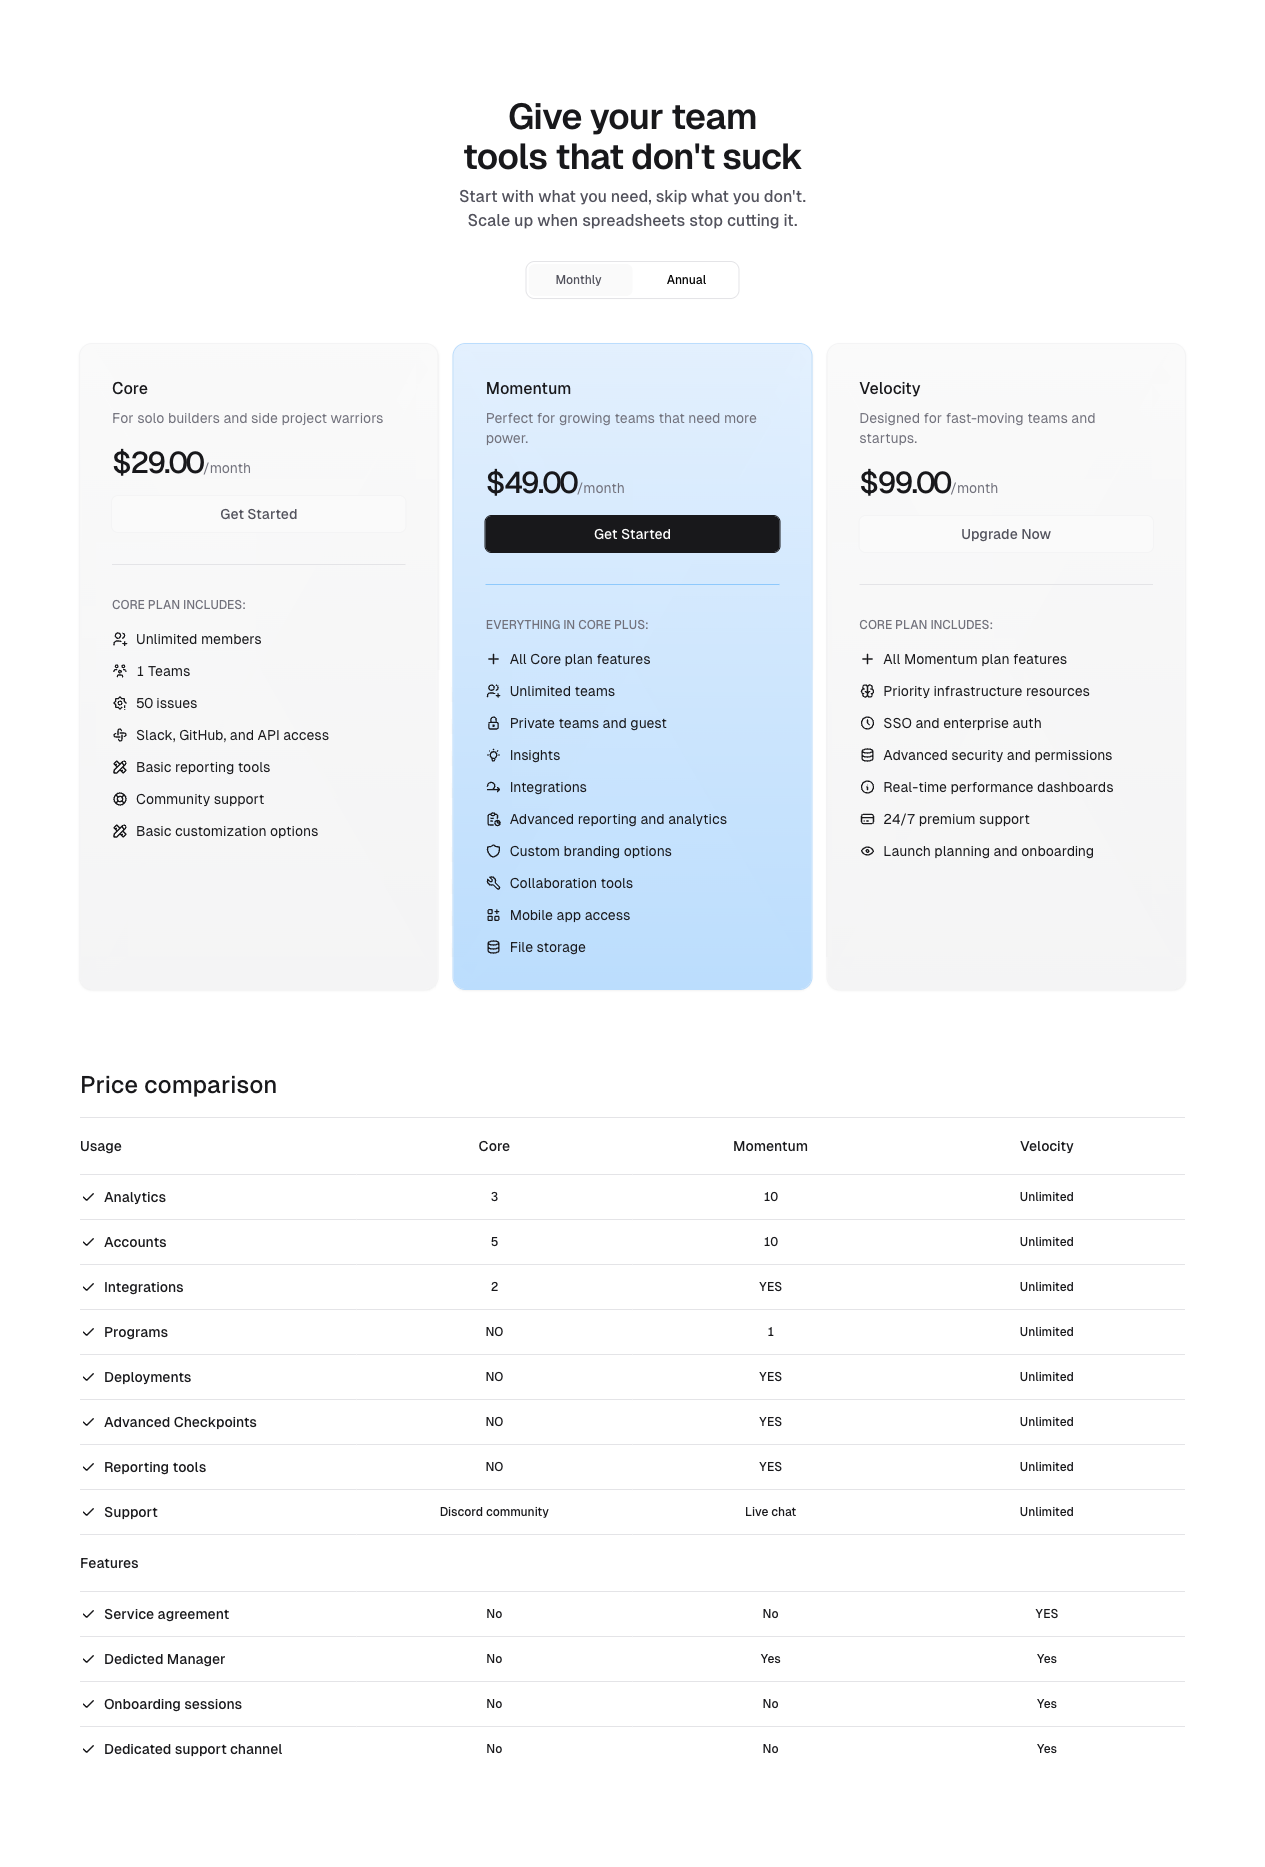 Give your team
tools that don't suck
Start with what you need, skip what you don't.
Scale up when spreadsheets stop cutting it.
Monthly Annual
Core
For solo builders and side project warriors
$29.00/month
Get Started
CORE PLAN INCLUDES:
Unlimited members
1 Teams
50 issues
Slack, GitHub, and API access
Basic reporting tools
Community support
Basic customization options
Momentum
Perfect for growing teams that need more
power.
$49.00/month
Get Started
EVERYTHING IN CORE PLUS:
All Core plan features
Unlimited teams
Private teams and guest
Insights
Integrations
Advanced reporting and analytics
Custom branding options
Collaboration tools
Mobile app access
File storage
Velocity
Designed for fast-moving teams and
startups.
$99.00/month
Upgrade Now
CORE PLAN INCLUDES:
All Momentum plan features
Priority infrastructure resources
SSO and enterprise auth
Advanced security and permissions
Real-time performance dashboards
24/7 premium support
Launch planning and onboarding
Price comparison
Usage Core Momentum Velocity
Analytics 3 10 Unlimited
Accounts 5 10 Unlimited
Integrations 2 YES Unlimited
Programs NO 1 Unlimited
Deployments NO YES Unlimited
Advanced Checkpoints NO YES Unlimited
Reporting tools NO YES Unlimited
Support Discord community Live chat Unlimited
Features
Service agreement No No YES
Dedicted Manager No Yes Yes
Onboarding sessions No No Yes
Dedicated support channel No No Yes